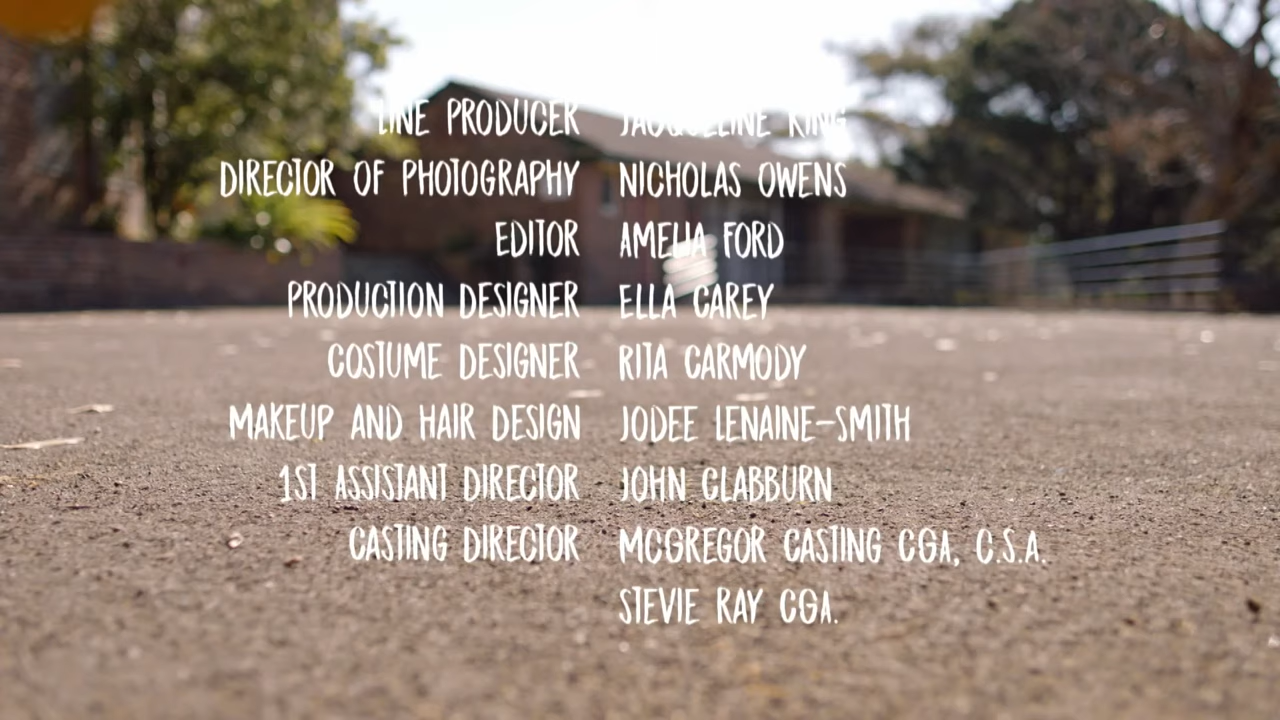 LINE PRODUCER JACQUELINE KING
DIRECTOR OF PHOTOGRAPHY NICHOLAS OWENS
EDITOR AMELIA FORD
PRODUCTION DESIGNER ELLA CAREY
COSTUME DESIGNER RITA CARMODY
MAKEUP AND HAIR DESIGN JODEE LENAINE-SMITH
1ST ASSISTANT DIRECTOR JOHN CLABBURN
CASTING DIRECTOR MCGREGOR CASTING CGA, C.S.A.
STEVIE RAY CGA.